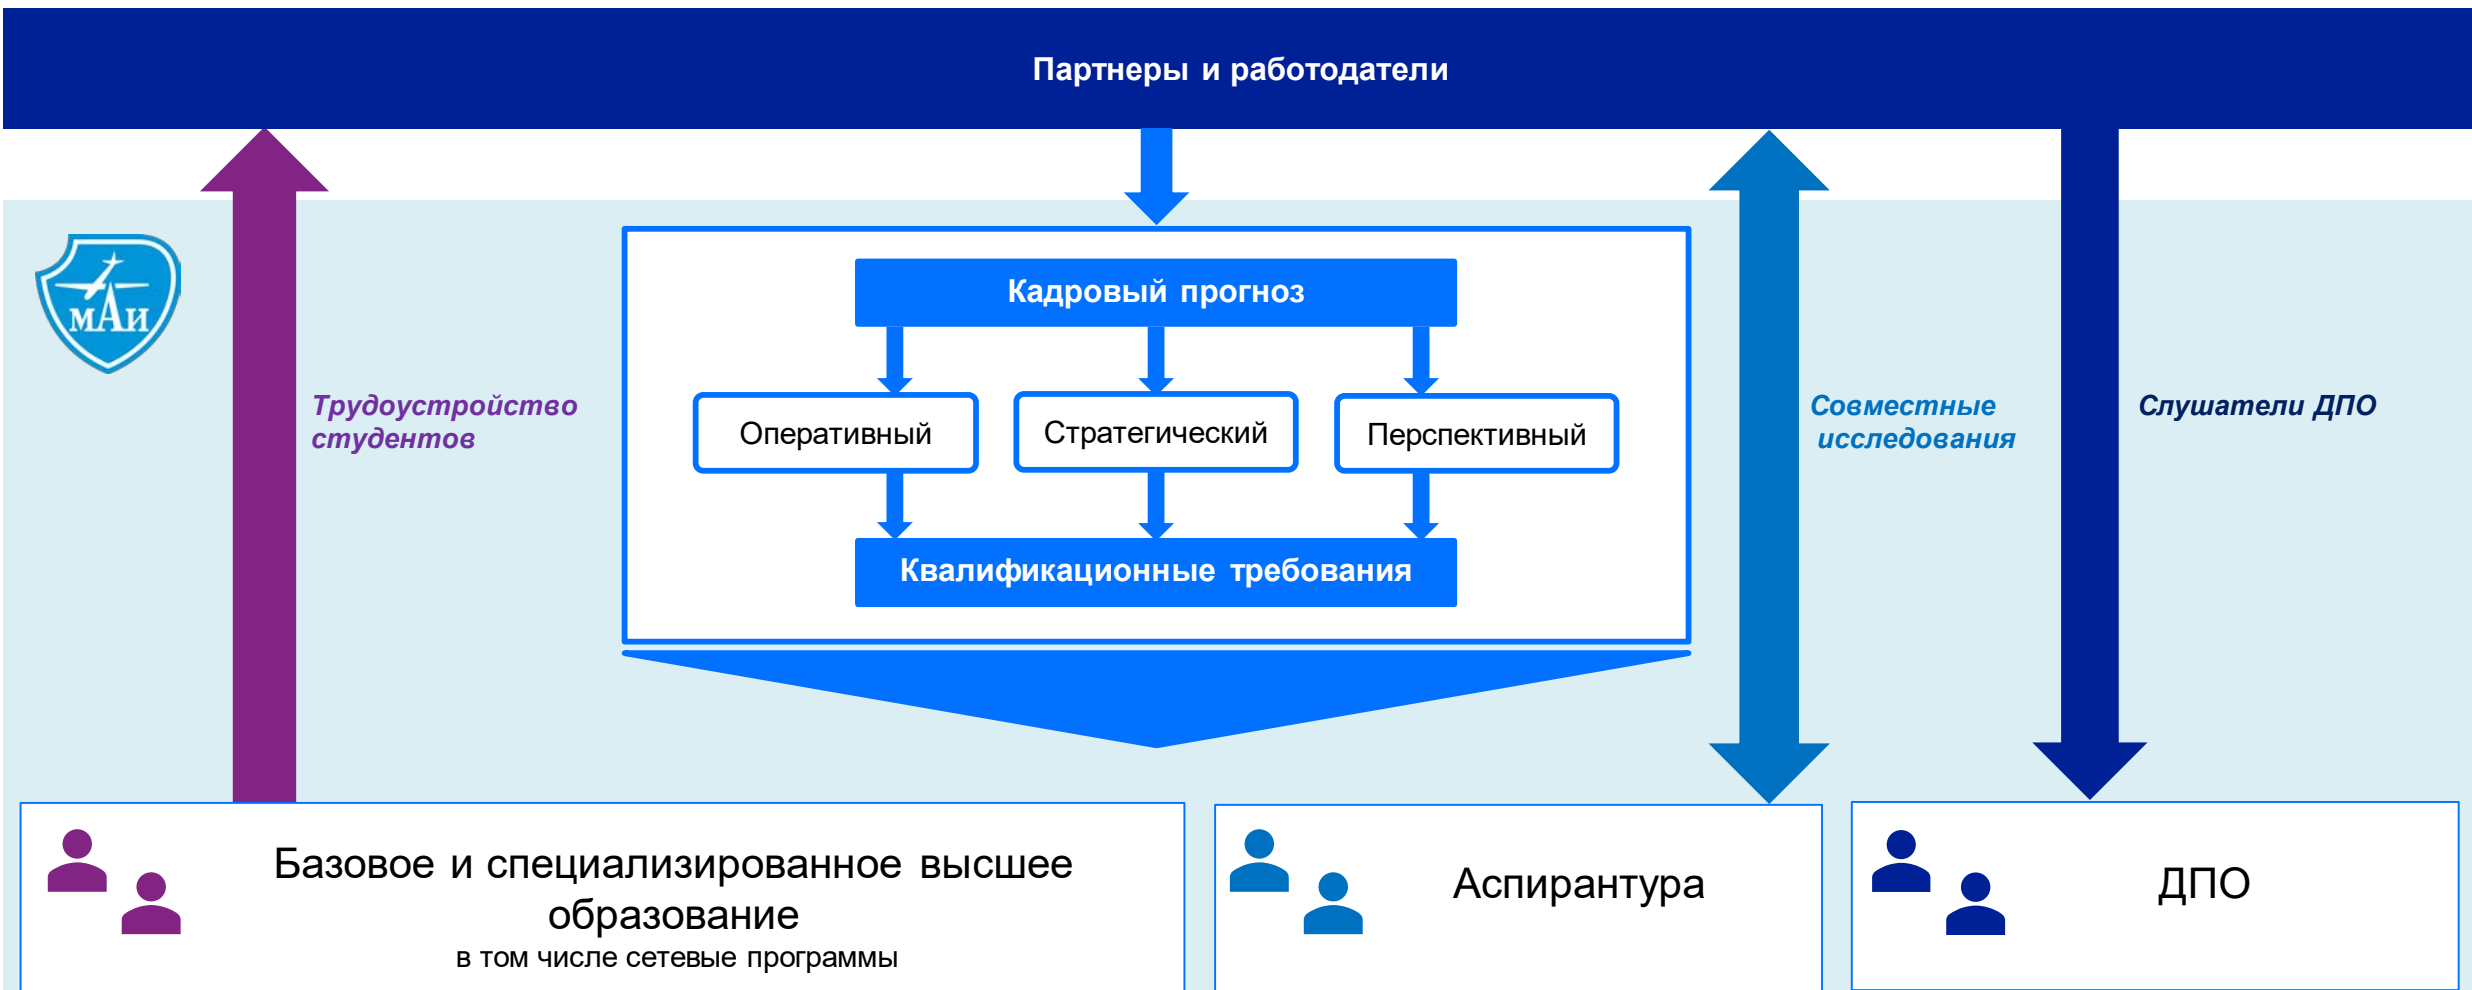 Партнеры и работодатели
МАИ
Кадровый прогноз
Трудоустройство
студентов
Оперативный
Стратегический
Перспективный
Совместные
исследования
Слушатели ДПО
Квалификационные требования
Базовое и специализированное высшее
образование
в том числе сетевые программы
Аспирантура
ДПО